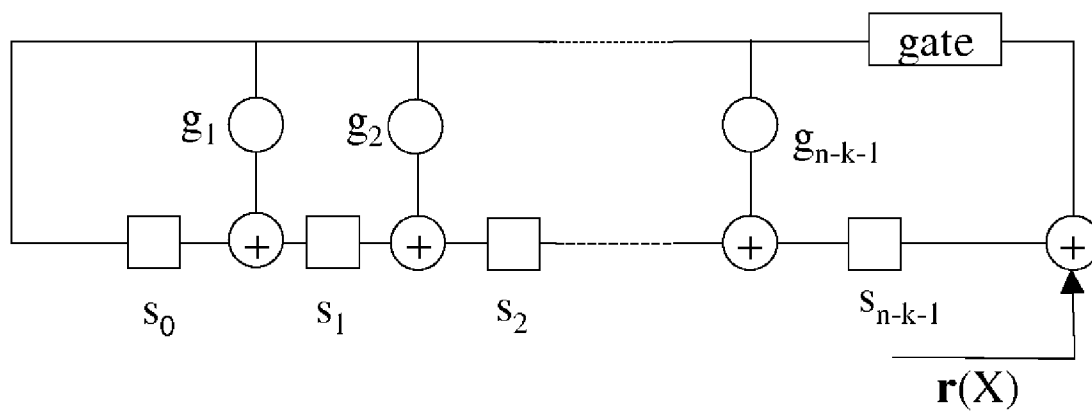 gate
g₁
g₂
gₙ₋ₖ₋₁
+ + + +
s₀
s₁
s₂
sₙ₋ₖ₋₁
r(X)